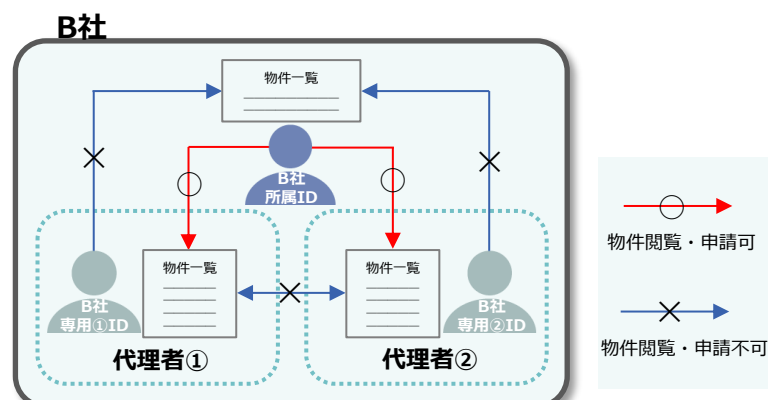 B社
物件一覧
B社
所属ID
物件一覧
物件一覧
B社
専用①ID
B社
専用②ID
代理者①
代理者②
物件閲覧・申請可
物件閲覧・申請不可